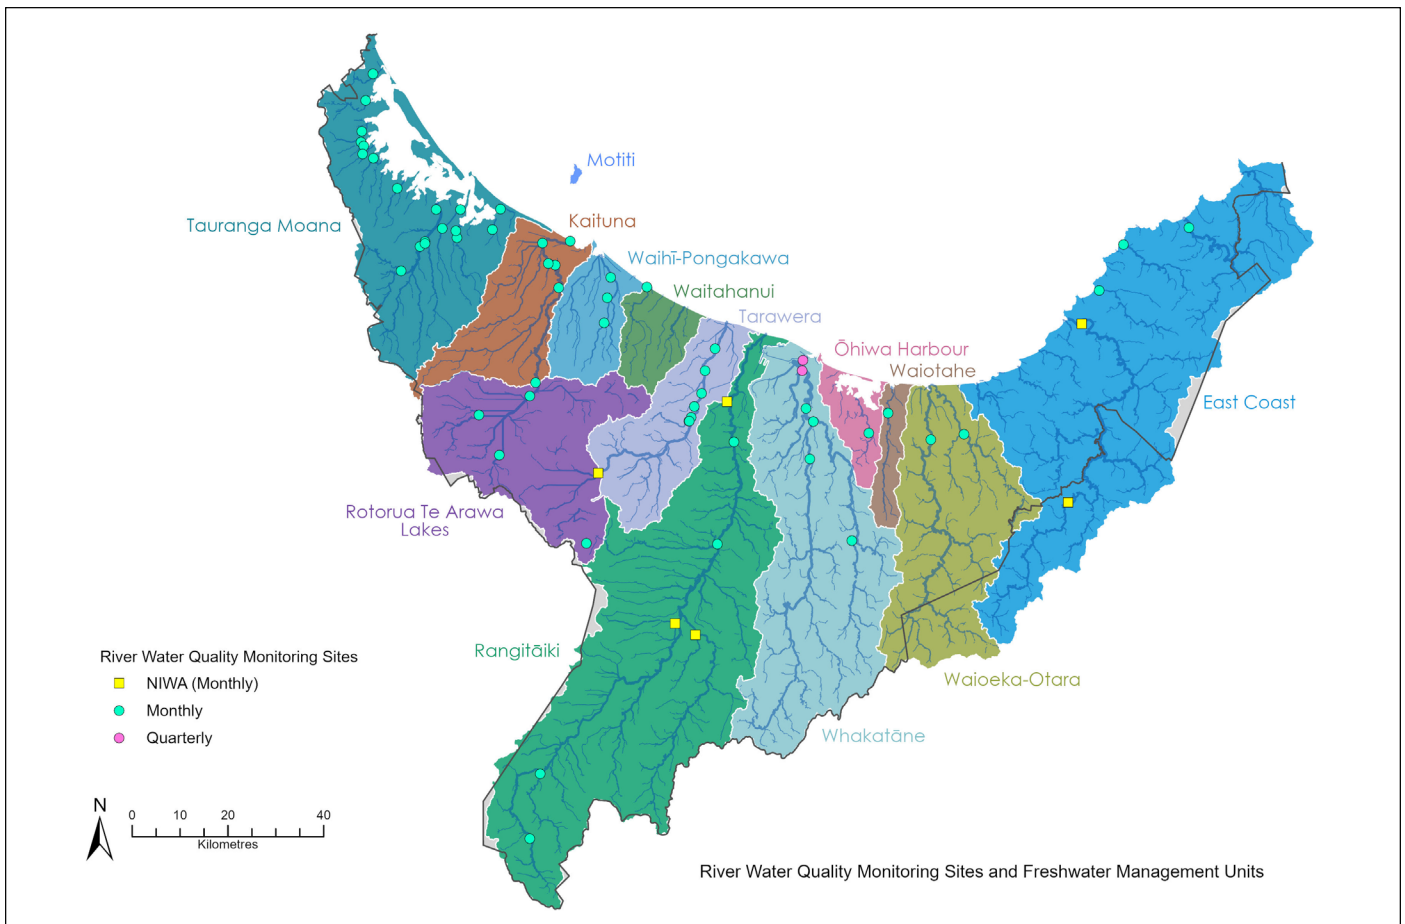 Motiti
Tauranga Moana
Kaituna
Waihī-Pongakawa
Waitahanui
Tarawera
Ōhiwa Harbour
Waiotahe
East Coast
Rotorua Te Arawa
Lakes
Rangitāiki
Waioeka-Otara
Whakatāne
River Water Quality Monitoring Sites
NIWA (Monthly)
Monthly
Quarterly
N
0 10 20 40
Kilometres
River Water Quality Monitoring Sites and Freshwater Management Units